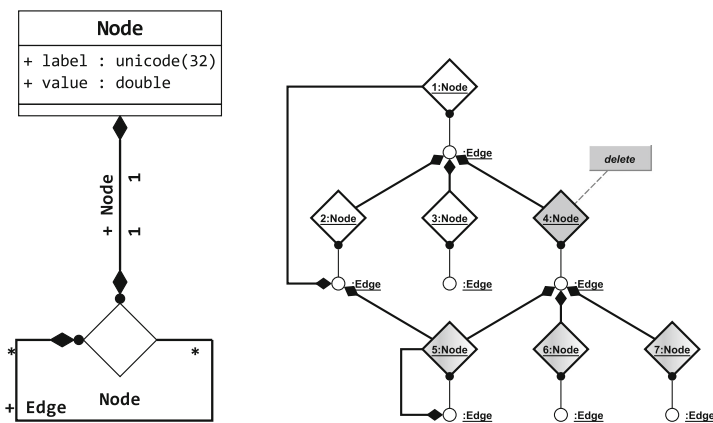 Node
+ label : unicode(32)
+ value : double
+ Node
1
1
*
*
+ Edge
Node
1:Node
:Edge
delete
2:Node
3:Node
4:Node
:Edge
:Edge
:Edge
5:Node
6:Node
7:Node
:Edge
:Edge
:Edge